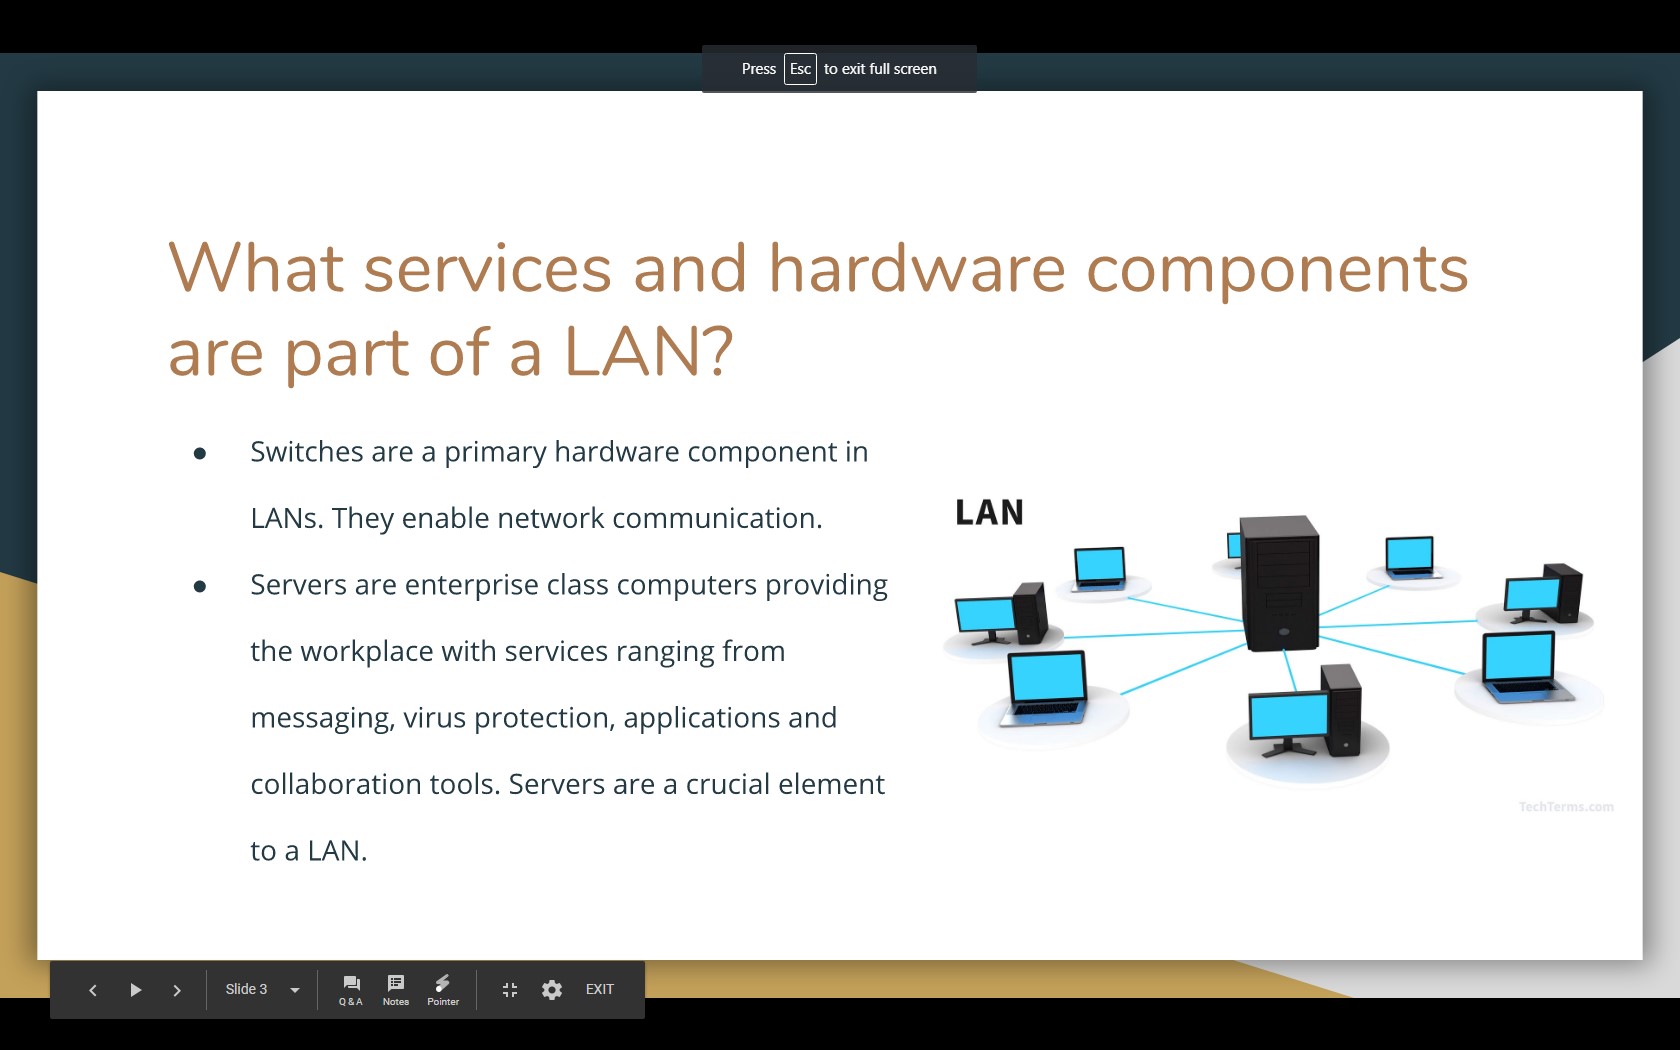 Press Esc to exit full screen
What services and hardware components
are part of a LAN?
● Switches are a primary hardware component in
LANs. They enable network communication.
● Servers are enterprise class computers providing
the workplace with services ranging from
messaging, virus protection, applications and
collaboration tools. Servers are a crucial element
to a LAN.
LAN
TechTerms.com
Slide 3
Q & A
Notes
Pointer
EXIT